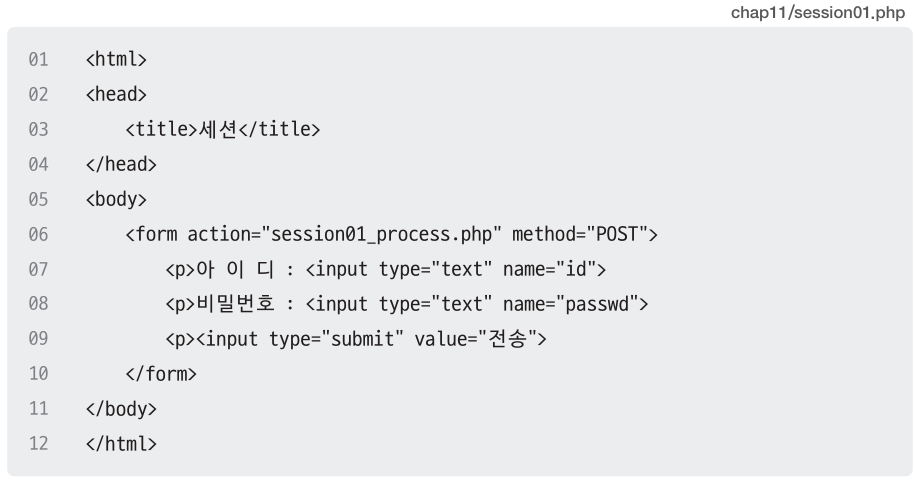 chap11/session01.php
01 <html>
02 <head>
03     <title>세션</title>
04 </head>
05 <body>
06     <form action="session01_process.php" method="POST">
07         <p>아 이 디 : <input type="text" name="id">
08         <p>비밀번호 : <input type="text" name="passwd">
09         <p><input type="submit" value="전송">
10     </form>
11 </body>
12 </html>